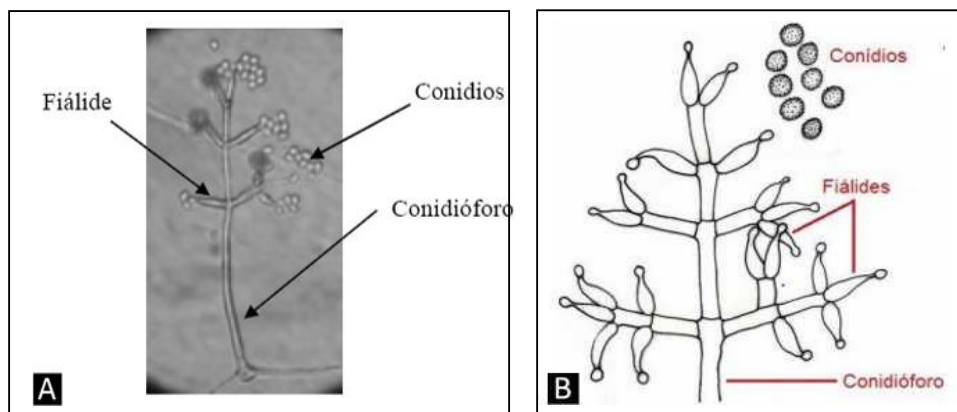 Fiálide
Conidios
Conidióforo
A
Conídios
Fiálides
Conidióforo
B